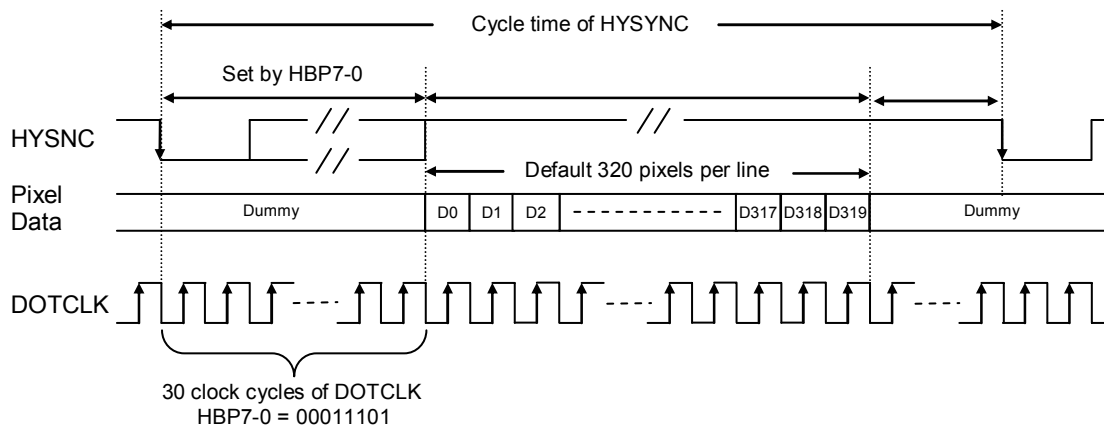 Cycle time of HYSYNC
Set by HBP7-0
HYSNC
Default 320 pixels per line
Pixel
Data
Dummy
D0
D1
D2
D317
D318
D319
Dummy
DOTCLK
30 clock cycles of DOTCLK
HBP7-0 = 00011101